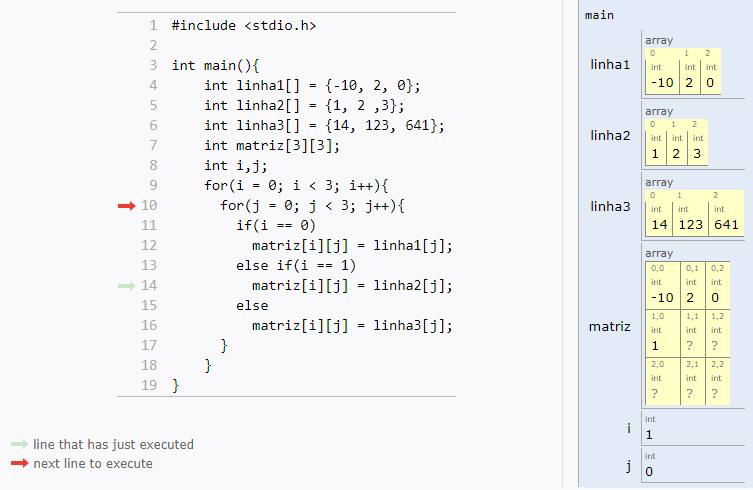 1 #include <stdio.h>
2
3 int main(){
4 int linha1[] = {-10, 2, 0};
5 int linha2[] = {1, 2 ,3};
6 int linha3[] = {14, 123, 641};
7 int matriz[3][3];
8 int i,j;
9 for(i = 0; i < 3; i++){
10 for(j = 0; j < 3; j++){
11 if(i == 0)
12 matriz[i][j] = linha1[j];
13 else if(i == 1)
14 matriz[i][j] = linha2[j];
15 else
16 matriz[i][j] = linha3[j];
17 }
18 }
19 }
line that has just executed
next line to execute
main
array
linha1
0 1 2
int int int
-10 2 0
array
linha2
0 1 2
int int int
1 2 3
array
linha3
0 1 2
int int int
14 123 641
array
matriz
0,0 0,1 0,2
int int int
-10 2 0
1,0 1,1 1,2
int int int
1 ? ?
2,0 2,1 2,2
int int int
? ? ?
i
int
1
j
int
0